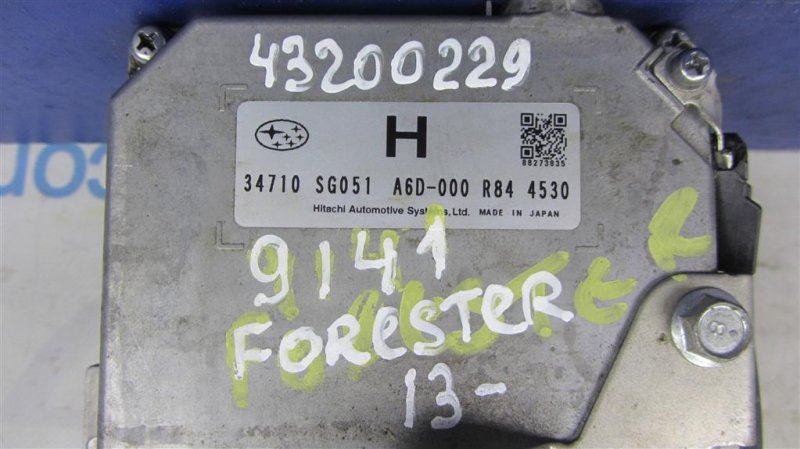 43200229
H
88273835
34710 SG051 A6D-000 R84 4530
Hitachi Automotive Systems, Ltd. MADE IN JAPAN
9141
FORESTER
13-